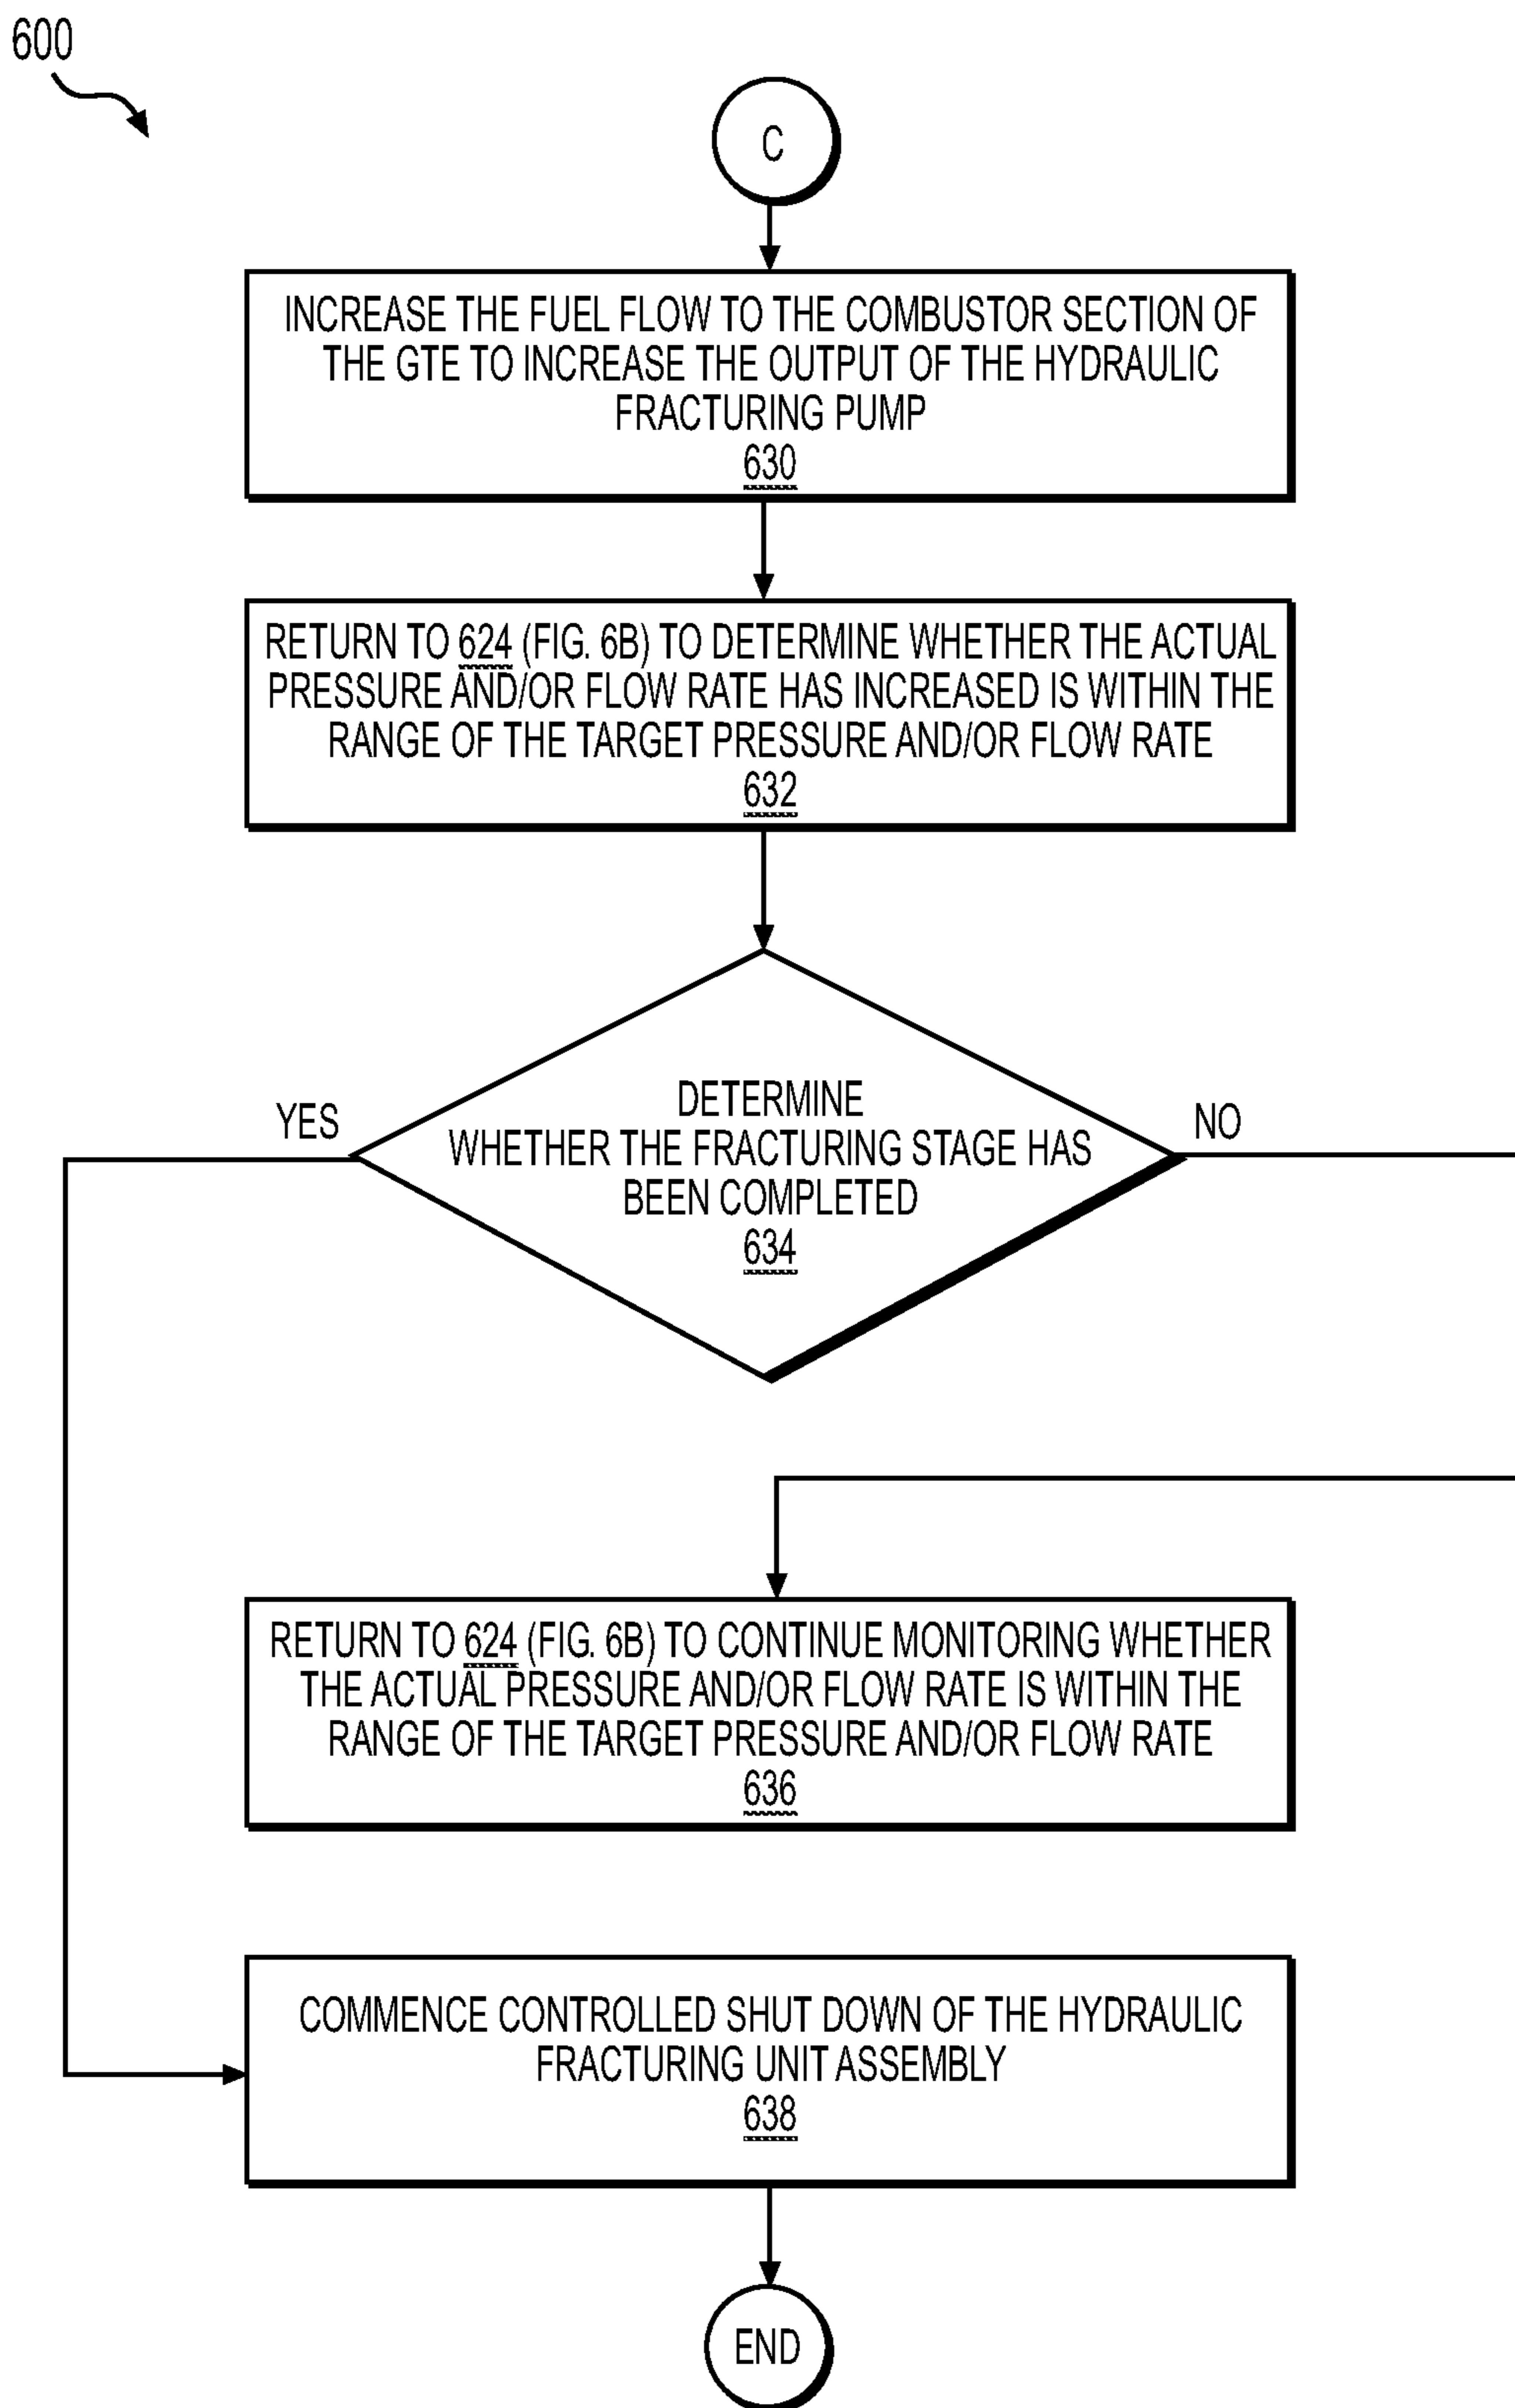 600
C
INCREASE THE FUEL FLOW TO THE COMBUSTOR SECTION OF
THE GTE TO INCREASE THE OUTPUT OF THE HYDRAULIC
FRACTURING PUMP
630
RETURN TO 624 (FIG. 6B) TO DETERMINE WHETHER THE ACTUAL
PRESSURE AND/OR FLOW RATE HAS INCREASED IS WITHIN THE
RANGE OF THE TARGET PRESSURE AND/OR FLOW RATE
632
YES
NO
DETERMINE
WHETHER THE FRACTURING STAGE HAS
BEEN COMPLETED
634
RETURN TO 624 (FIG. 6B) TO CONTINUE MONITORING WHETHER
THE ACTUAL PRESSURE AND/OR FLOW RATE IS WITHIN THE
RANGE OF THE TARGET PRESSURE AND/OR FLOW RATE
636
COMMENCE CONTROLLED SHUT DOWN OF THE HYDRAULIC
FRACTURING UNIT ASSEMBLY
638
END